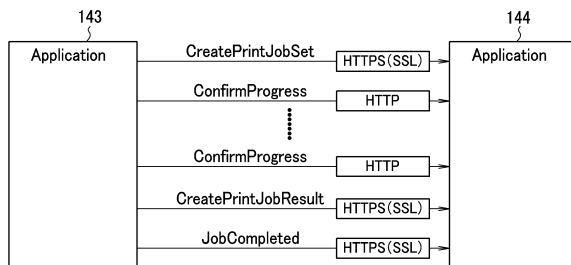 143
144
Application
Application
CreatePrintJobSet
HTTPS(SSL)
ConfirmProgress
HTTP
ConfirmProgress
HTTP
CreatePrintJobResult
HTTPS(SSL)
JobCompleted
HTTPS(SSL)